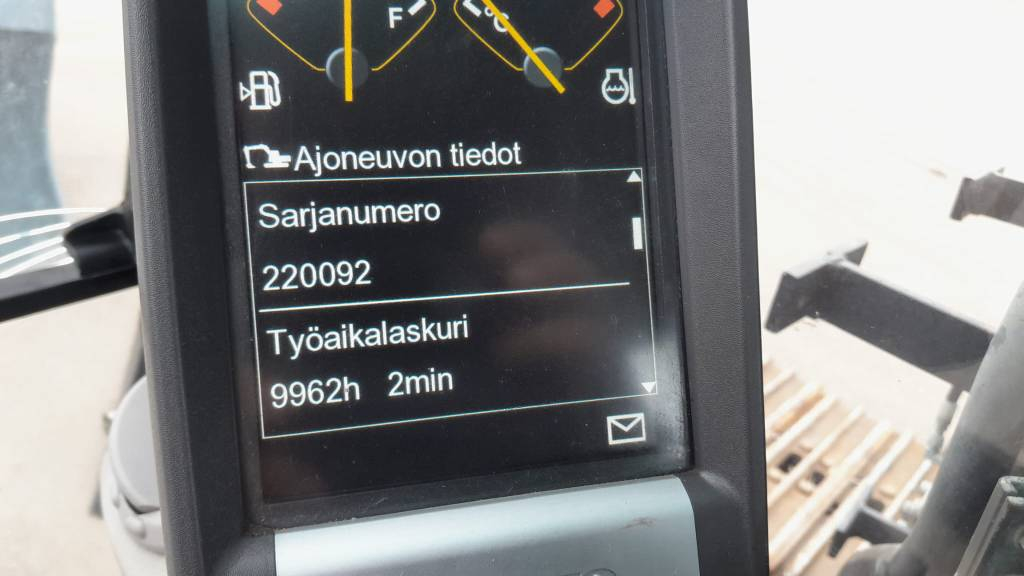 F °C
Ajoneuvon tiedot
Sarjanumero
220092
Työaikalaskuri
9962h 2min